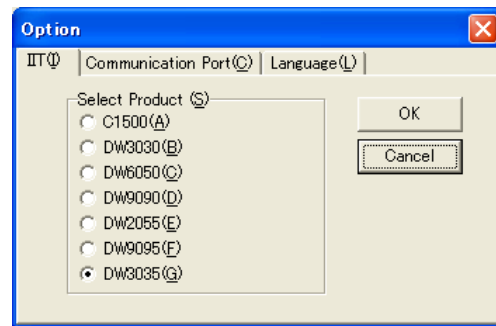 Option
IIT(I) Communication Port(C) Language(L)
Select Product (S)
C1500(A)
DW3030(B)
DW6050(C)
DW9090(D)
DW2055(E)
DW9095(F)
DW3035(G)
OK
Cancel